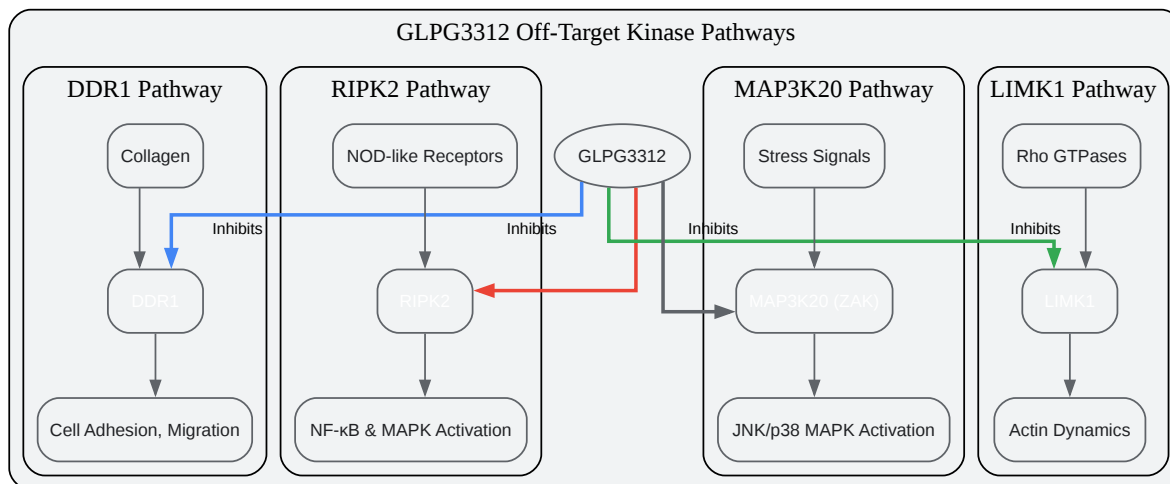 GLPG3312 Off-Target Kinase Pathways
DDR1 Pathway
RIPK2 Pathway
MAP3K20 Pathway
LIMK1 Pathway
Collagen
NOD-like Receptors
GLPG3312
Stress Signals
Rho GTPases
Inhibits
Inhibits
Inhibits
Inhibits
DDR1
RIPK2
MAP3K20 (ZAK)
LIMK1
Cell Adhesion, Migration
NF-κB & MAPK Activation
JNK/p38 MAPK Activation
Actin Dynamics